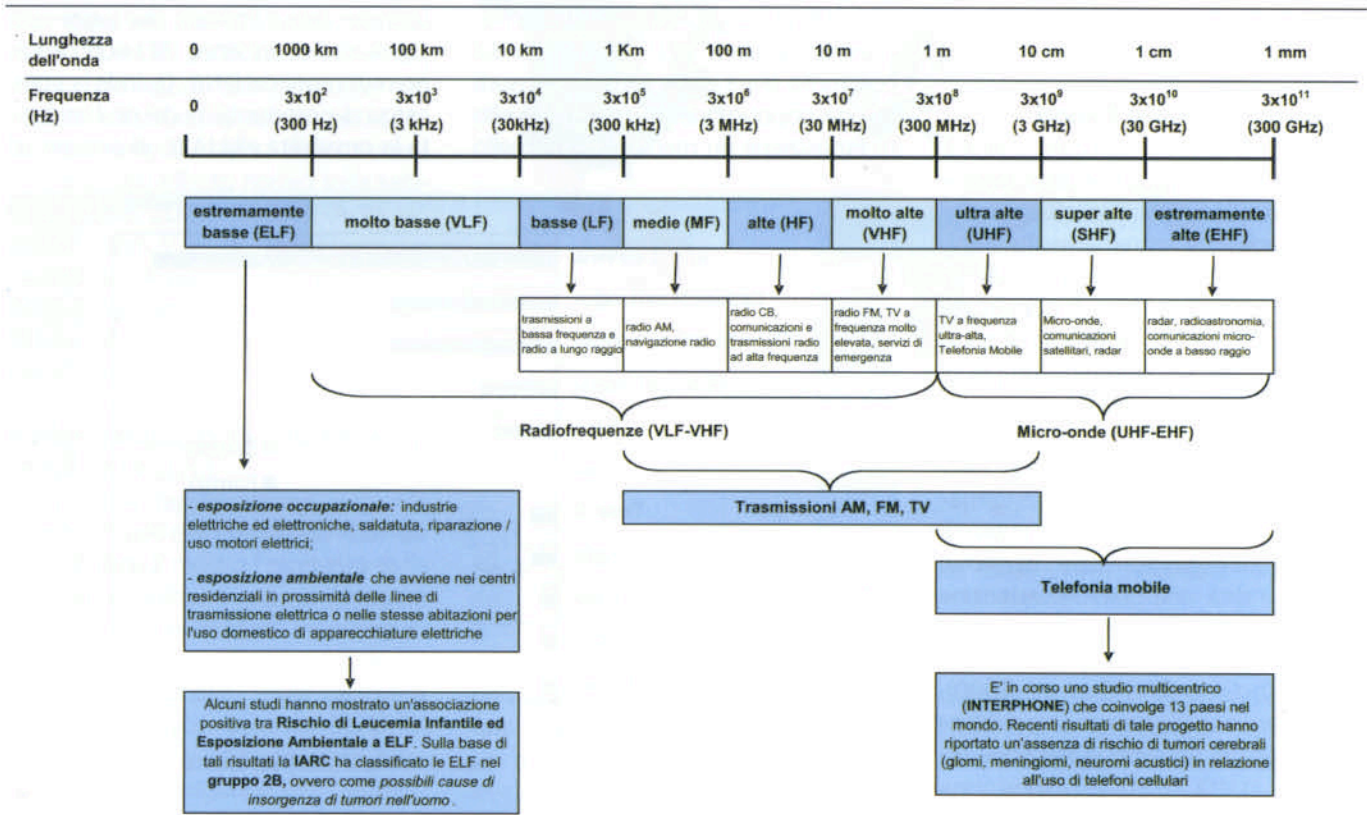 Lunghezza dell'onda
0 1000 km 100 km 10 km 1 Km 100 m 10 m 1 m 10 cm 1 cm 1 mm
Frequenza (Hz)
0 3x10² 3x10³ 3x10⁴ 3x10⁵ 3x10⁶ 3x10⁷ 3x10⁸ 3x10⁹ 3x10¹⁰ 3x10¹¹
(300 Hz) (3 kHz) (30kHz) (300 kHz) (3 MHz) (30 MHz) (300 MHz) (3 GHz) (30 GHz) (300 GHz)
estremamente
basse (ELF)
molto basse (VLF)
basse (LF)
medie (MF)
alte (HF)
molto alte
(VHF)
ultra alte
(UHF)
super alte
(SHF)
estremamente
alte (EHF)
trasmissioni a
bassa frequenza e
radio a lungo raggio
radio AM,
navigazione radio
radio CB,
comunicazioni e
trasmissioni radio
ad alta frequenza
radio FM, TV a
frequenza molto
elevata, servizi di
emergenza
TV a frequenza
ultra-alta,
Telefonia Mobile
Micro-onde,
comunicazioni
satellitari, radar
radar, radioastronomia,
comunicazioni micro-
onde a basso raggio
Radiofrequenze (VLF-VHF)
Micro-onde (UHF-EHF)
Trasmissioni AM, FM, TV
Telefonia mobile
- esposizione occupazionale: industrie
elettriche ed elettroniche, saldatuta, riparazione /
uso motori elettrici;
- esposizione ambientale che avviene nei centri
residenziali in prossimità delle linee di
trasmissione elettrica o nelle stesse abitazioni per
l'uso domestico di apparecchiature elettriche
Alcuni studi hanno mostrato un'associazione
positiva tra Rischio di Leucemia Infantile ed
Esposizione Ambientale a ELF. Sulla base di
tali risultati la IARC ha classificato le ELF nel
gruppo 2B, ovvero come possibili cause di
insorgenza di tumori nell'uomo.
E' in corso uno studio multicentrico
(INTERPHONE) che coinvolge 13 paesi nel
mondo. Recenti risultati di tale progetto hanno
riportato un'assenza di rischio di tumori cerebrali
(gliomi, meningiomi, neuromi acustici) in relazione
all'uso di telefoni cellulari